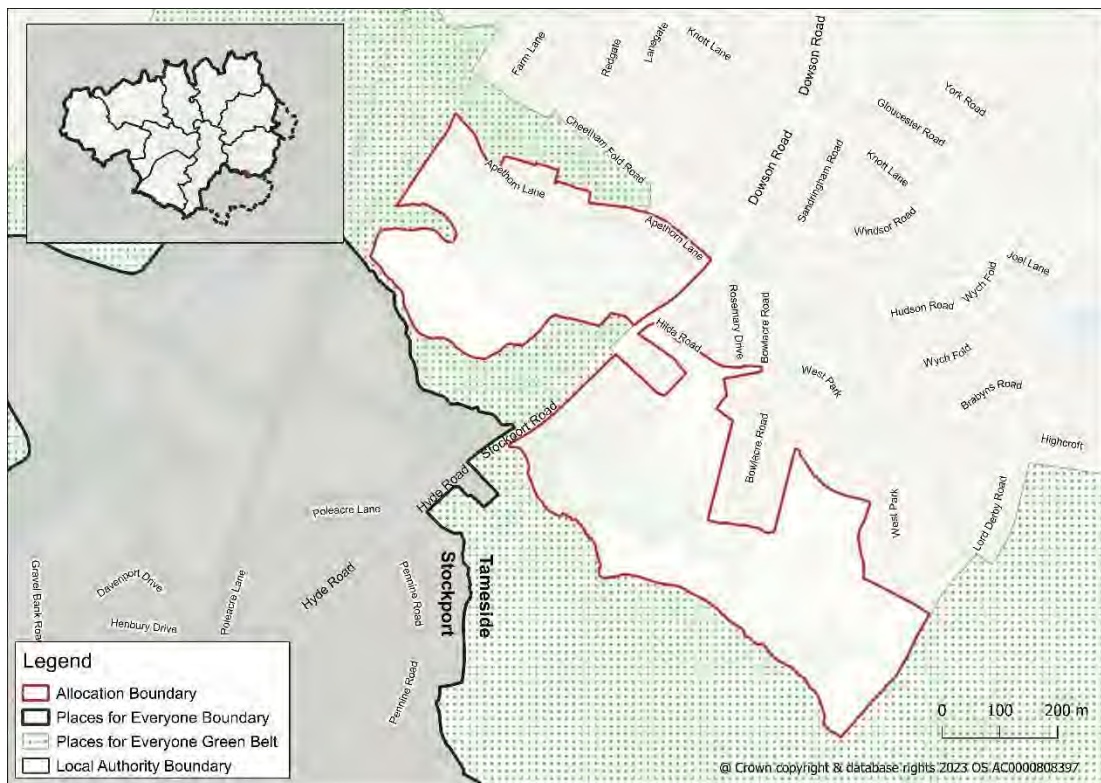 Farm Lane
Redgate
Lanegate
Knott Lane
Dowson Road
York Road
Gloucester Road
Cheetham Fold Road
Knott Lane
Apethorn Lane
Dowson Road
Sandringham Road
Windsor Road
Apethorn Lane
Joel Lane
Wych Fold
Hudson Road
Rosemary Drive
Bowlacre Road
Hilda Road
Wych Fold
West Park
Brabyns Road
Stockport Road
Bowlacre Road
Highcroft
Hyde Road
West Park
Lord Derby Road
Poleacre Lane
Tameside
Stockport
Gravel Bank Road
Davenport Drive
Poleacre Lane
Hyde Road
Pennine Road
Henbury Drive
Pennine Road
Legend
Allocation Boundary
Places for Everyone Boundary
Places for Everyone Green Belt
Local Authority Boundary
0 100 200 m
@ Crown copyright & database rights 2023 OS AC0000808397